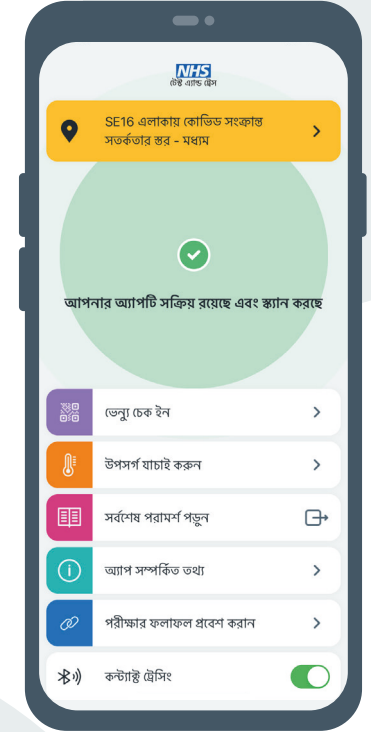 NHS
টেস্ট এ্যান্ড ট্রেস
SE16 এলাকায় কোভিড সংক্রান্ত
সতর্কতার স্তর - মধ্যম
আপনার অ্যাপটি সক্রিয় রয়েছে এবং স্ক্যান করছে
ভেন্যু চেক ইন
উপসর্গ যাচাই করুন
সর্বশেষ পরামর্শ পড়ুন
অ্যাপ সম্পর্কিত তথ্য
পরীক্ষার ফলাফল প্রবেশ করান
কন্ট্যাক্ট ট্রেসিং